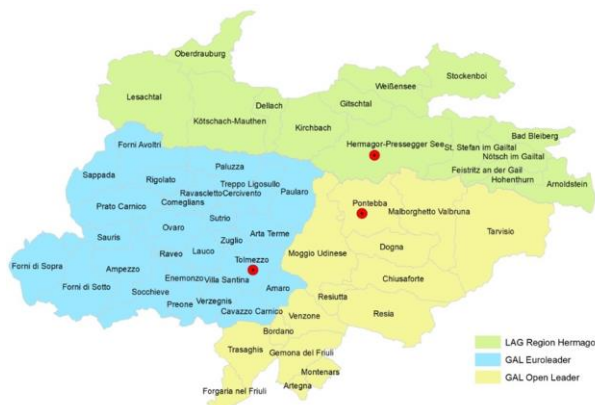 Oberdrauburg
Stockenboi
Lesachtal
Weißensee
Dellach
Gitschtal
Kötschach-Mauthen
Kirchbach
Bad Bleiberg
Forni Avoltri
Hermagor-Pressegger See
St. Stefan im Gailtal
Nötsch im Gailtal
Paluzza
Feistritz an der Gail
Sappada
Rigolato
Treppo Ligosullo
Hohenturn
Arnoldstein
Ravascletto
Cercivento
Paularo
Prato Carnico
Comeglians
Pontebba
Malborghetto Valbruna
Sutrio
Ovaro
Arta Terme
Tarvisio
Sauris
Zuglio
Dogna
Lauco
Moggio Udinese
Raveo
Tolmezzo
Forni di Sopra
Ampezzo
Enemonzo
Villa Santina
Chiusaforte
Forni di Sotto
Socchieve
Amaro
Resiutta
Preone
Verzegnis
Resia
Cavazzo Carnico
Venzone
Bordano
LAG Region Hermago
Trasaghis
Gemona del Friuli
GAL Euroleader
Montenars
GAL Open Leader
Artegna
Forgaria nel Friuli